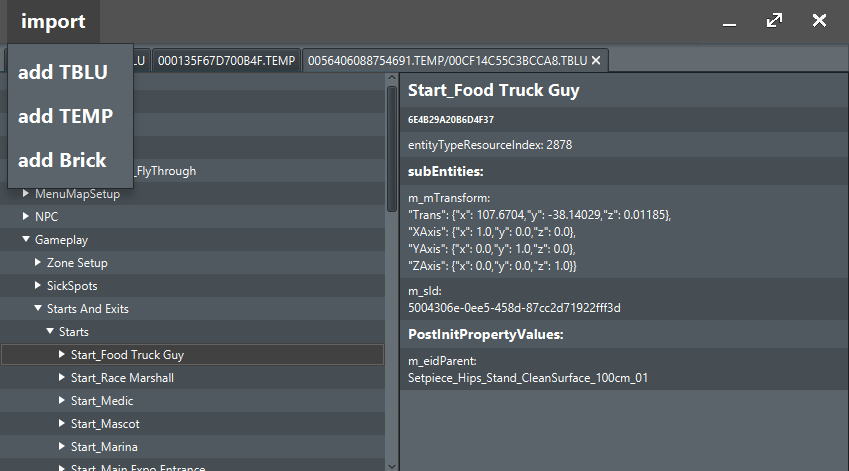 import
add TBLU
add TEMP
add Brick
LU
000135F67D700B4F.TEMP
0056406088754691.TEMP/00CF14C55C3BCCA8.TBLU
_FlyThrough
MenuMapSetup
NPC
Gameplay
Zone Setup
SickSpots
Starts And Exits
Starts
Start_Food Truck Guy
Start_Race Marshall
Start_Medic
Start_Mascot
Start_Marina
Start_Main Expo Entrance
Start_Food Truck Guy
6E4B29A20B6D4F37
entityTypeResourceIndex: 2878
subEntities:
m_mTransform:
"Trans": {"x": 107.6704,"y": -38.14029,"z": 0.01185},
"XAxis": {"x": 1.0,"y": 0.0,"z": 0.0},
"YAxis": {"x": 0.0,"y": 1.0,"z": 0.0},
"ZAxis": {"x": 0.0,"y": 0.0,"z": 1.0}}
m_sId:
5004306e-0ee5-458d-87cc2d71922fff3d
PostInitPropertyValues:
m_eidParent:
Setpiece_Hips_Stand_CleanSurface_100cm_01